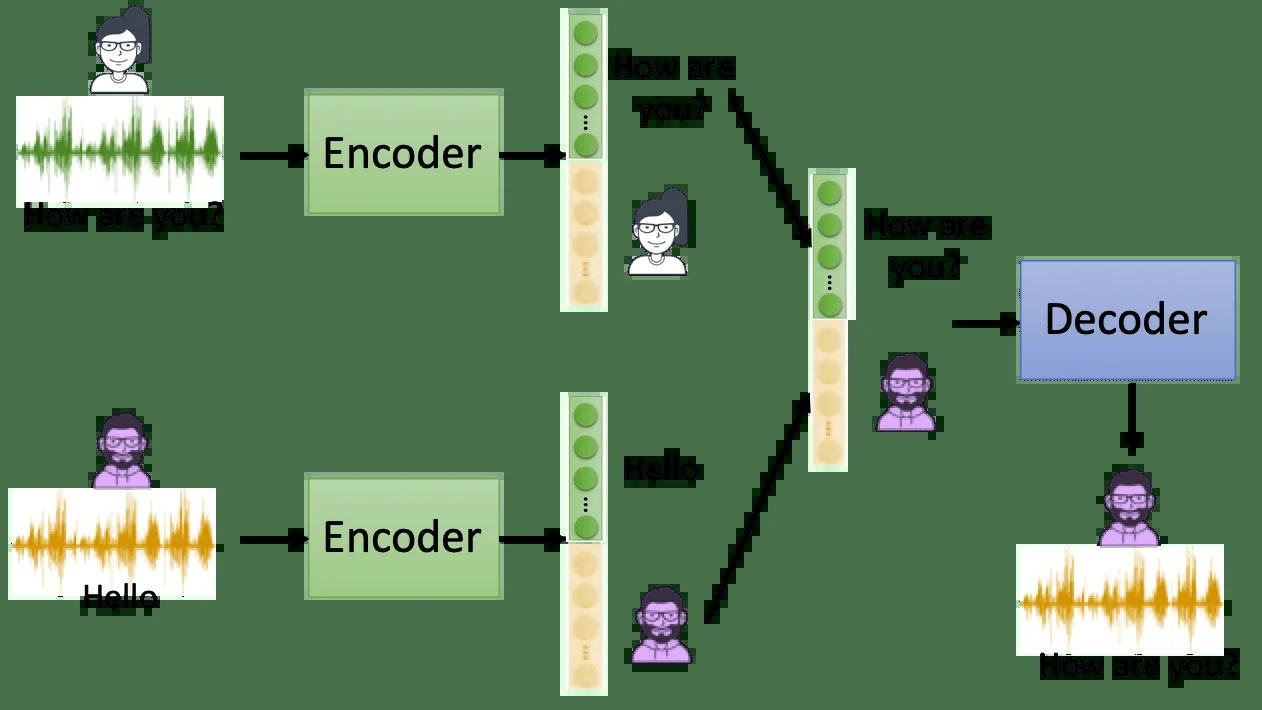 How are
you?
Encoder
How are you?
How are
you?
Decoder
Hello
Encoder
Hello
How are you?